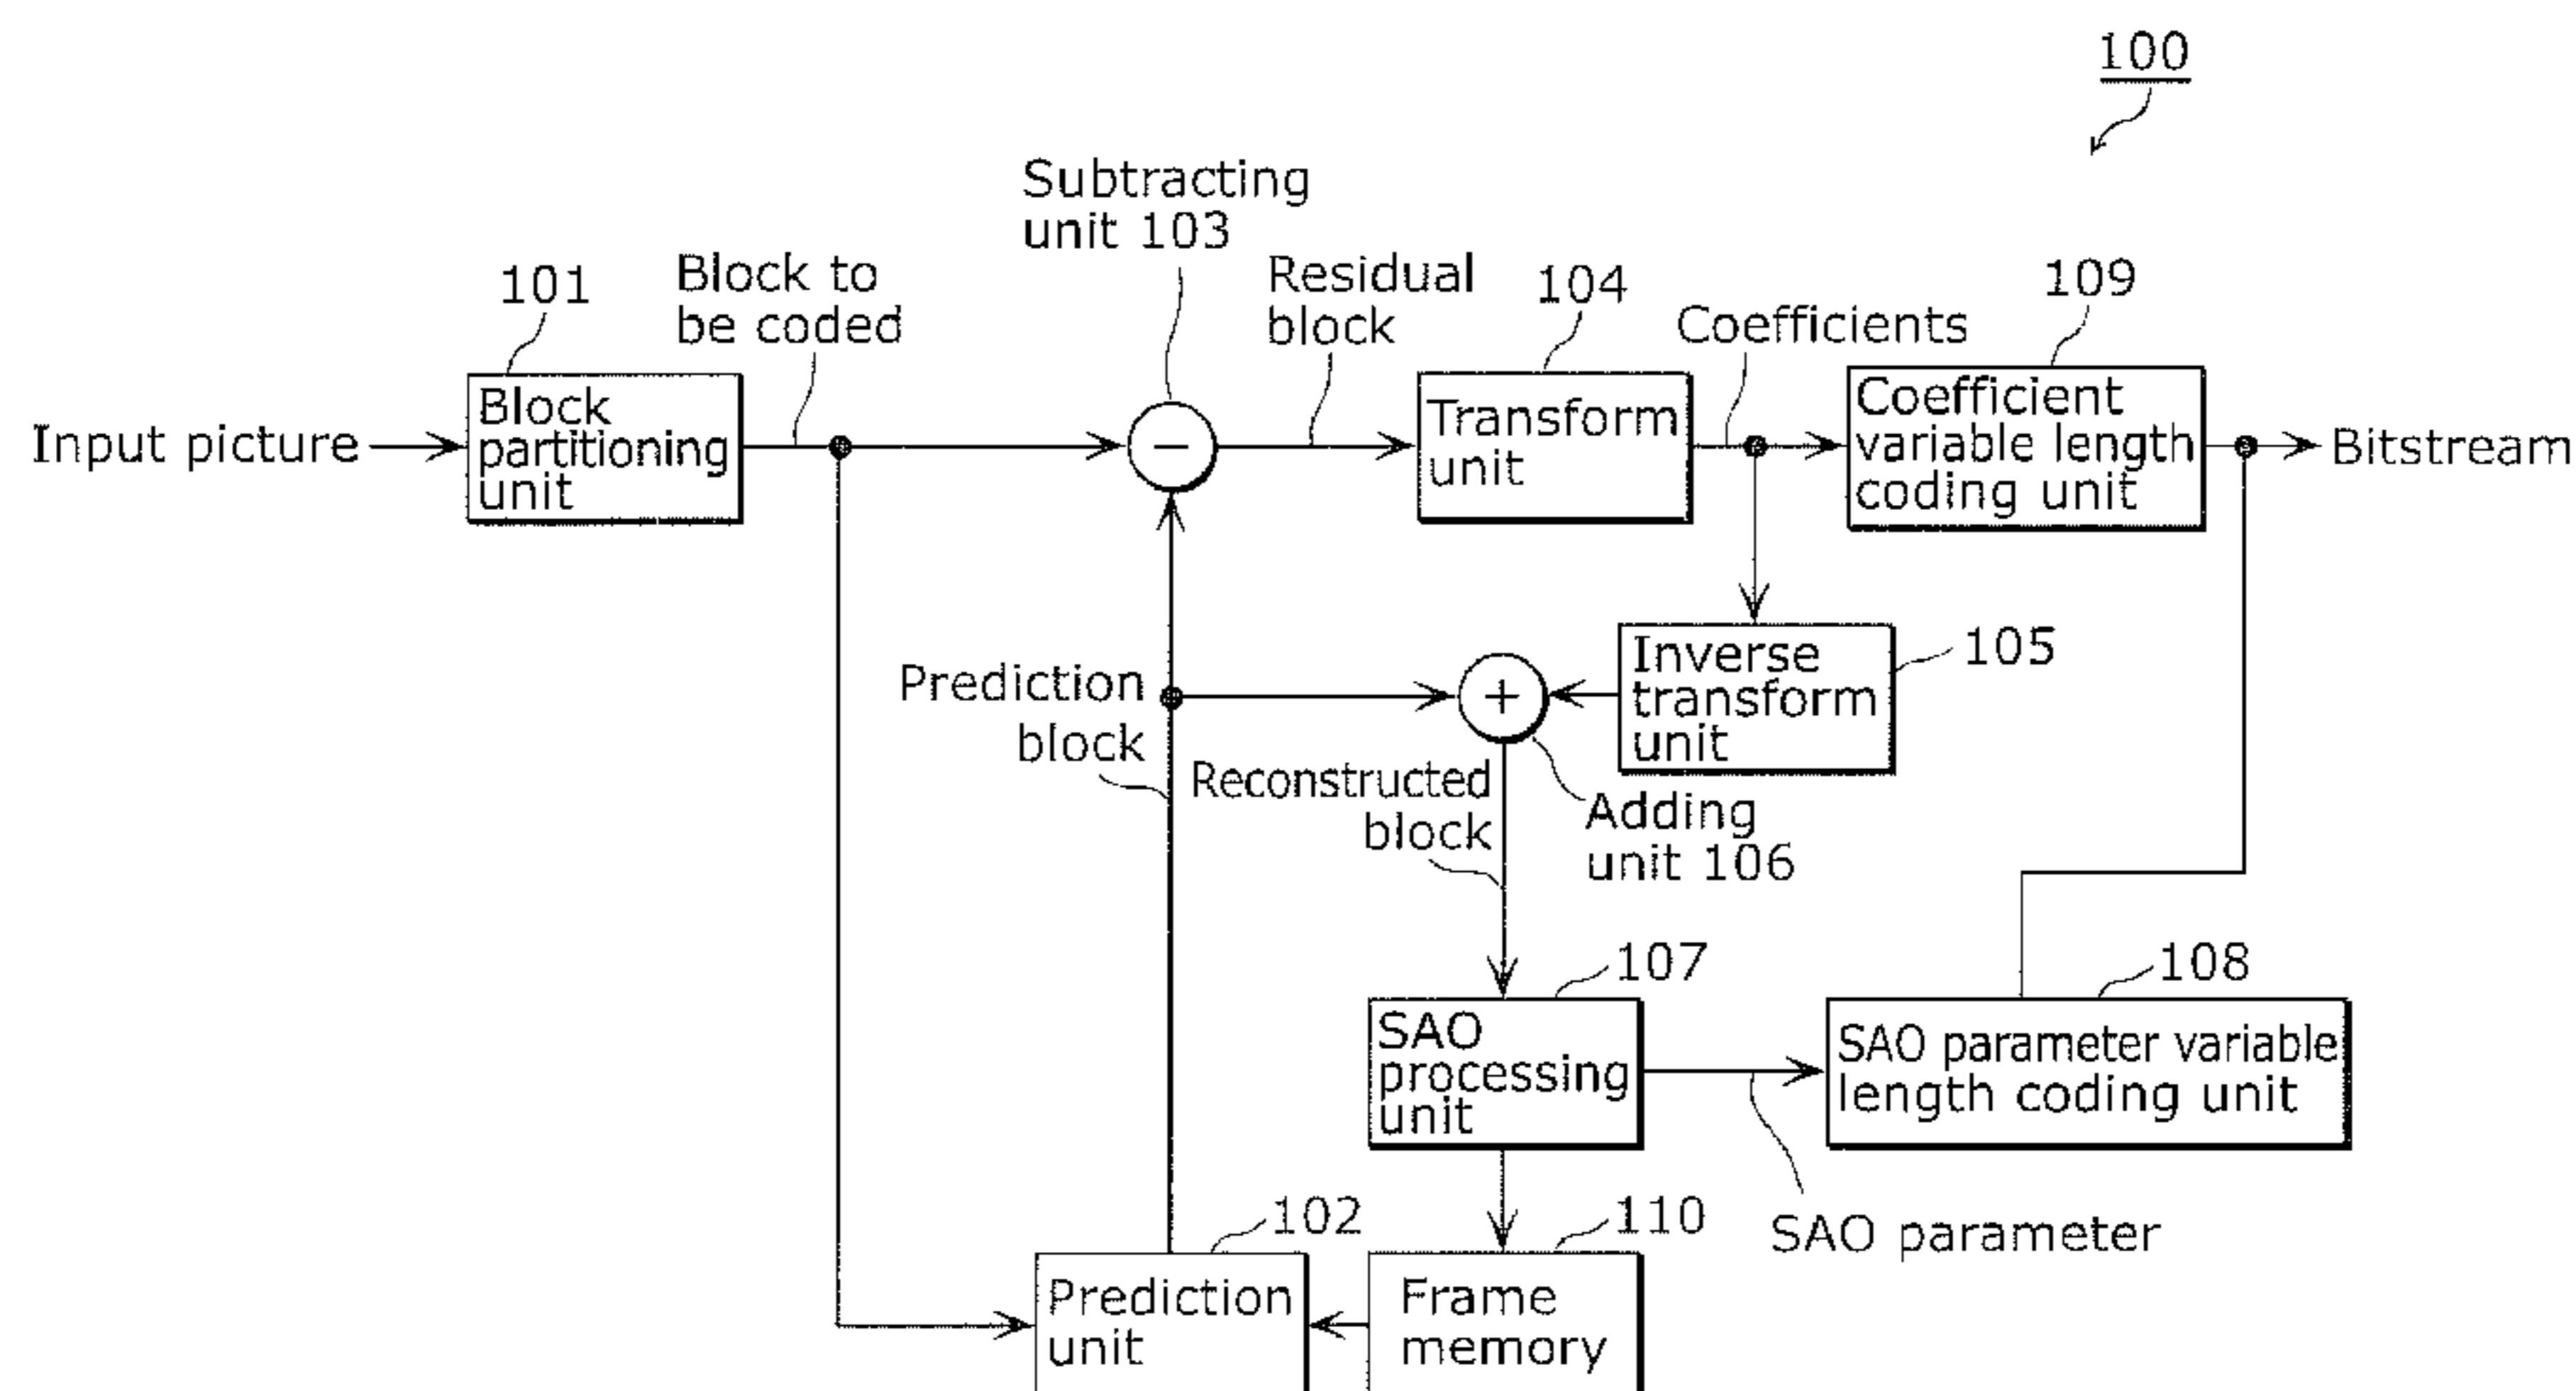 100
Subtracting
unit 103
101
Block to
be coded
Residual
block
104
Coefficients
109
Input picture
Block
partitioning
unit
−
Transform
unit
Coefficient
variable length
coding unit
Bitstream
Prediction
block
+
Inverse
transform
unit
105
Reconstructed
block
Adding
unit 106
107
108
SAO
processing
unit
SAO parameter variable
length coding unit
102
110
SAO parameter
Prediction
unit
Frame
memory